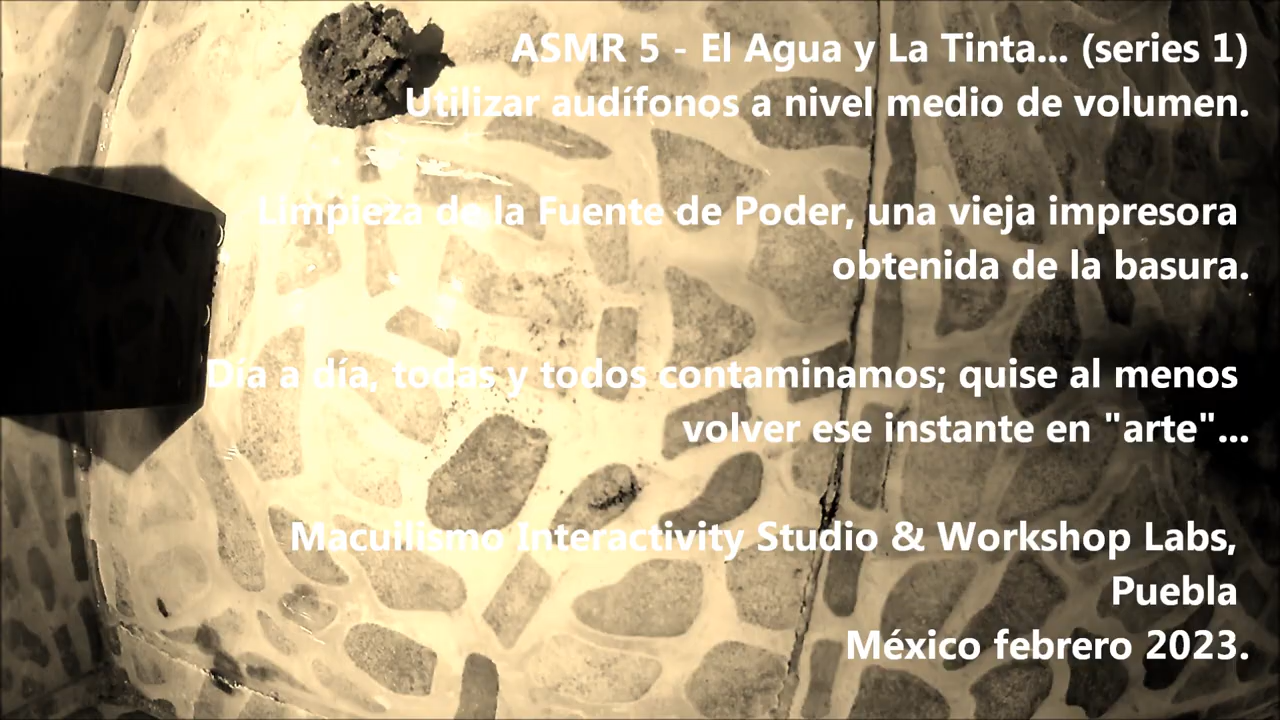 ASMR 5 - El Agua y La Tinta... (series 1)
Utilizar audífonos a nivel medio de volumen.
Limpieza de la Fuente de Poder, una vieja impresora
obtenida de la basura.
Día a día, todas y todos contaminamos; quise al menos
volver ese instante en "arte"...
Macuilismo Interactivity Studio & Workshop Labs,
Puebla
México febrero 2023.